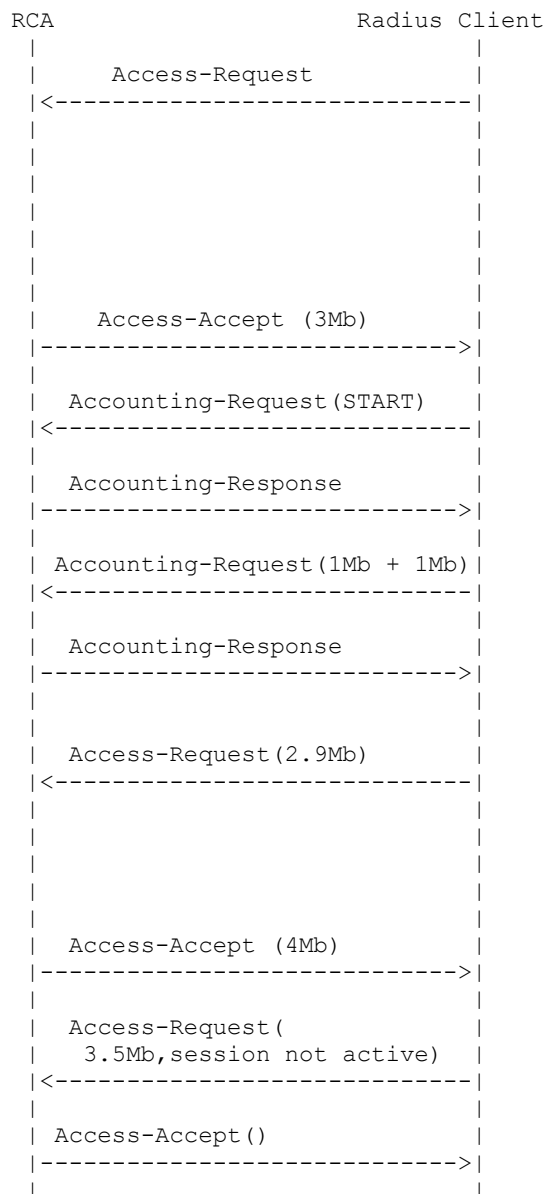 RCA Radius Client
Access-Request
Access-Accept (3Mb)
Accounting-Request(START)
Accounting-Response
Accounting-Request(1Mb + 1Mb)
Accounting-Response
Access-Request(2.9Mb)
Access-Accept (4Mb)
Access-Request(
3.5Mb,session not active)
Access-Accept()